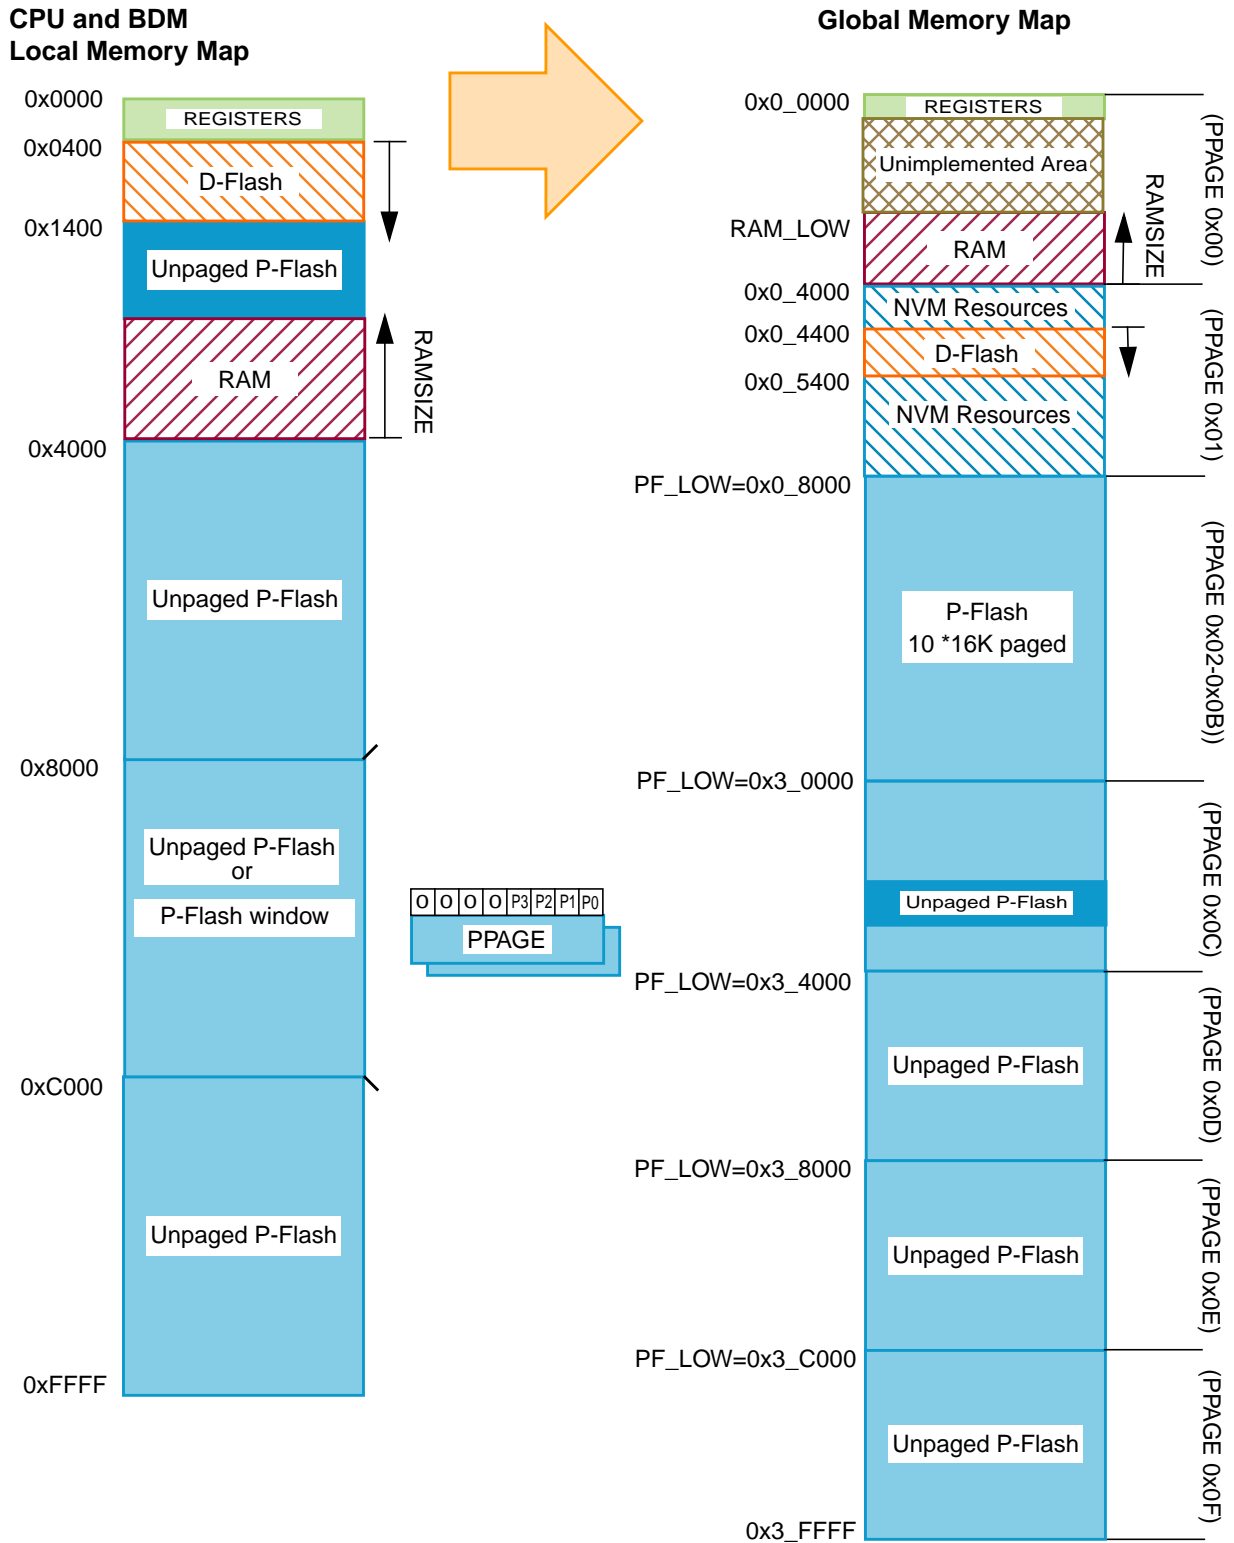 CPU and BDM
Local Memory Map
0x0000
REGISTERS
0x0400
D-Flash
0x1400
Unpaged P-Flash
RAM
RAMSIZE
0x4000
Unpaged P-Flash
0x8000
Unpaged P-Flash
or
P-Flash window
0xC000
Unpaged P-Flash
0xFFFF
0 0 0 0 P3 P2 P1 P0
PPAGE
Global Memory Map
0x0_0000
REGISTERS
Unimplemented Area
RAM_LOW
RAM
RAMSIZE
(PPAGE 0x00)
0x0_4000
NVM Resources
0x0_4400
D-Flash
0x0_5400
NVM Resources
(PPAGE 0x01)
PF_LOW=0x0_8000
P-Flash
10 *16K paged
(PPAGE 0x02-0x0B))
PF_LOW=0x3_0000
Unpaged P-Flash
(PPAGE 0x0C)
PF_LOW=0x3_4000
Unpaged P-Flash
(PPAGE 0x0D)
PF_LOW=0x3_8000
Unpaged P-Flash
(PPAGE 0x0E)
PF_LOW=0x3_C000
Unpaged P-Flash
(PPAGE 0x0F)
0x3_FFFF